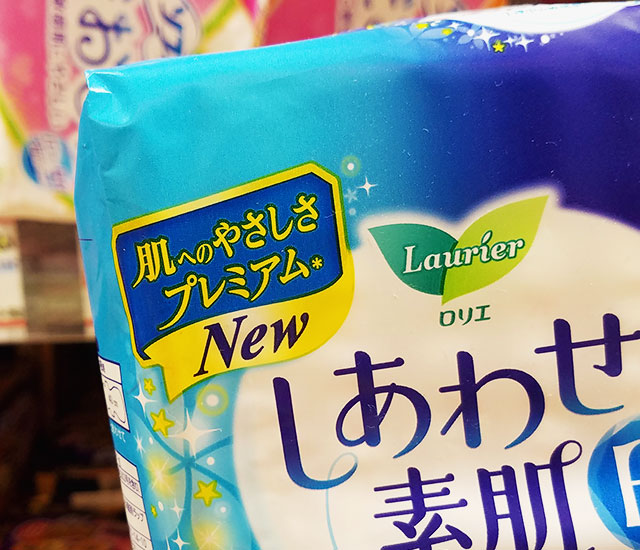 肌へのやさしさ
プレミアム*
New
Laurier
ロリエ
しあわせ
素肌